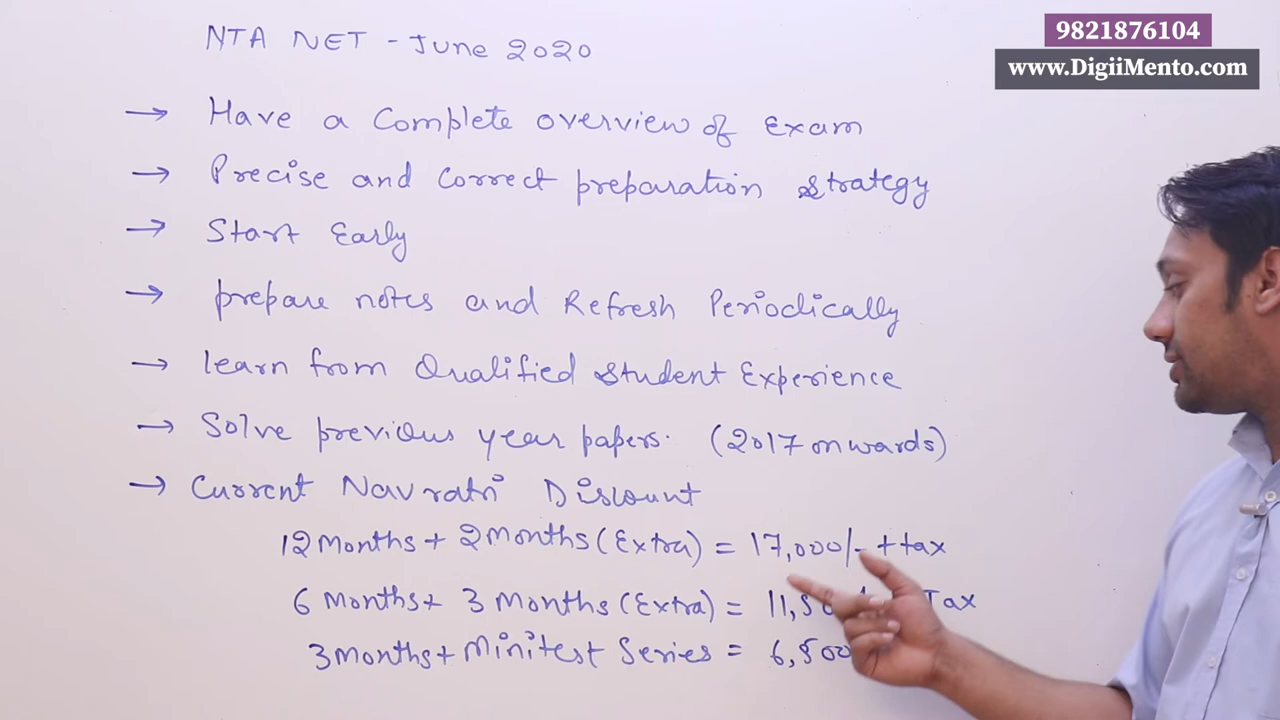 NTA NET - June 2020
9821876104
www.DigiiMento.com
→ Have a Complete overview of Exam
→ Precise and Correct preparation strategy
→ Start Early
→ prepare notes and Refresh Periodically
→ learn from Qualified Student Experience
→ Solve previous year papers. (2017 onwards)
→ Current Navratri Discount
12 Months + 2 Months (Extra) = 17,000/- + tax
6 Months + 3 Months (Extra) = Tax
3 Months + Minitest Series =